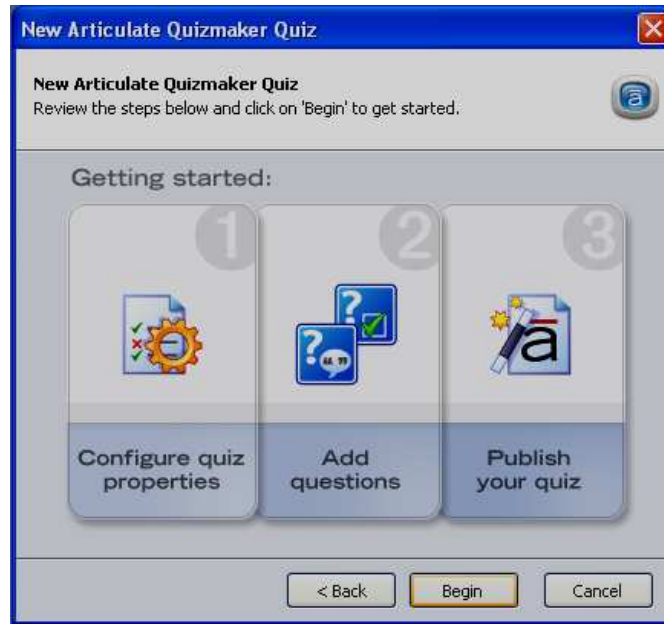 New Articulate Quizmaker Quiz
New Articulate Quizmaker Quiz
Review the steps below and click on 'Begin' to get started.
a
Getting started:
1
2
3
?
?
" "
ā
Configure quiz
properties
Add
questions
Publish
your quiz
< Back
Begin
Cancel